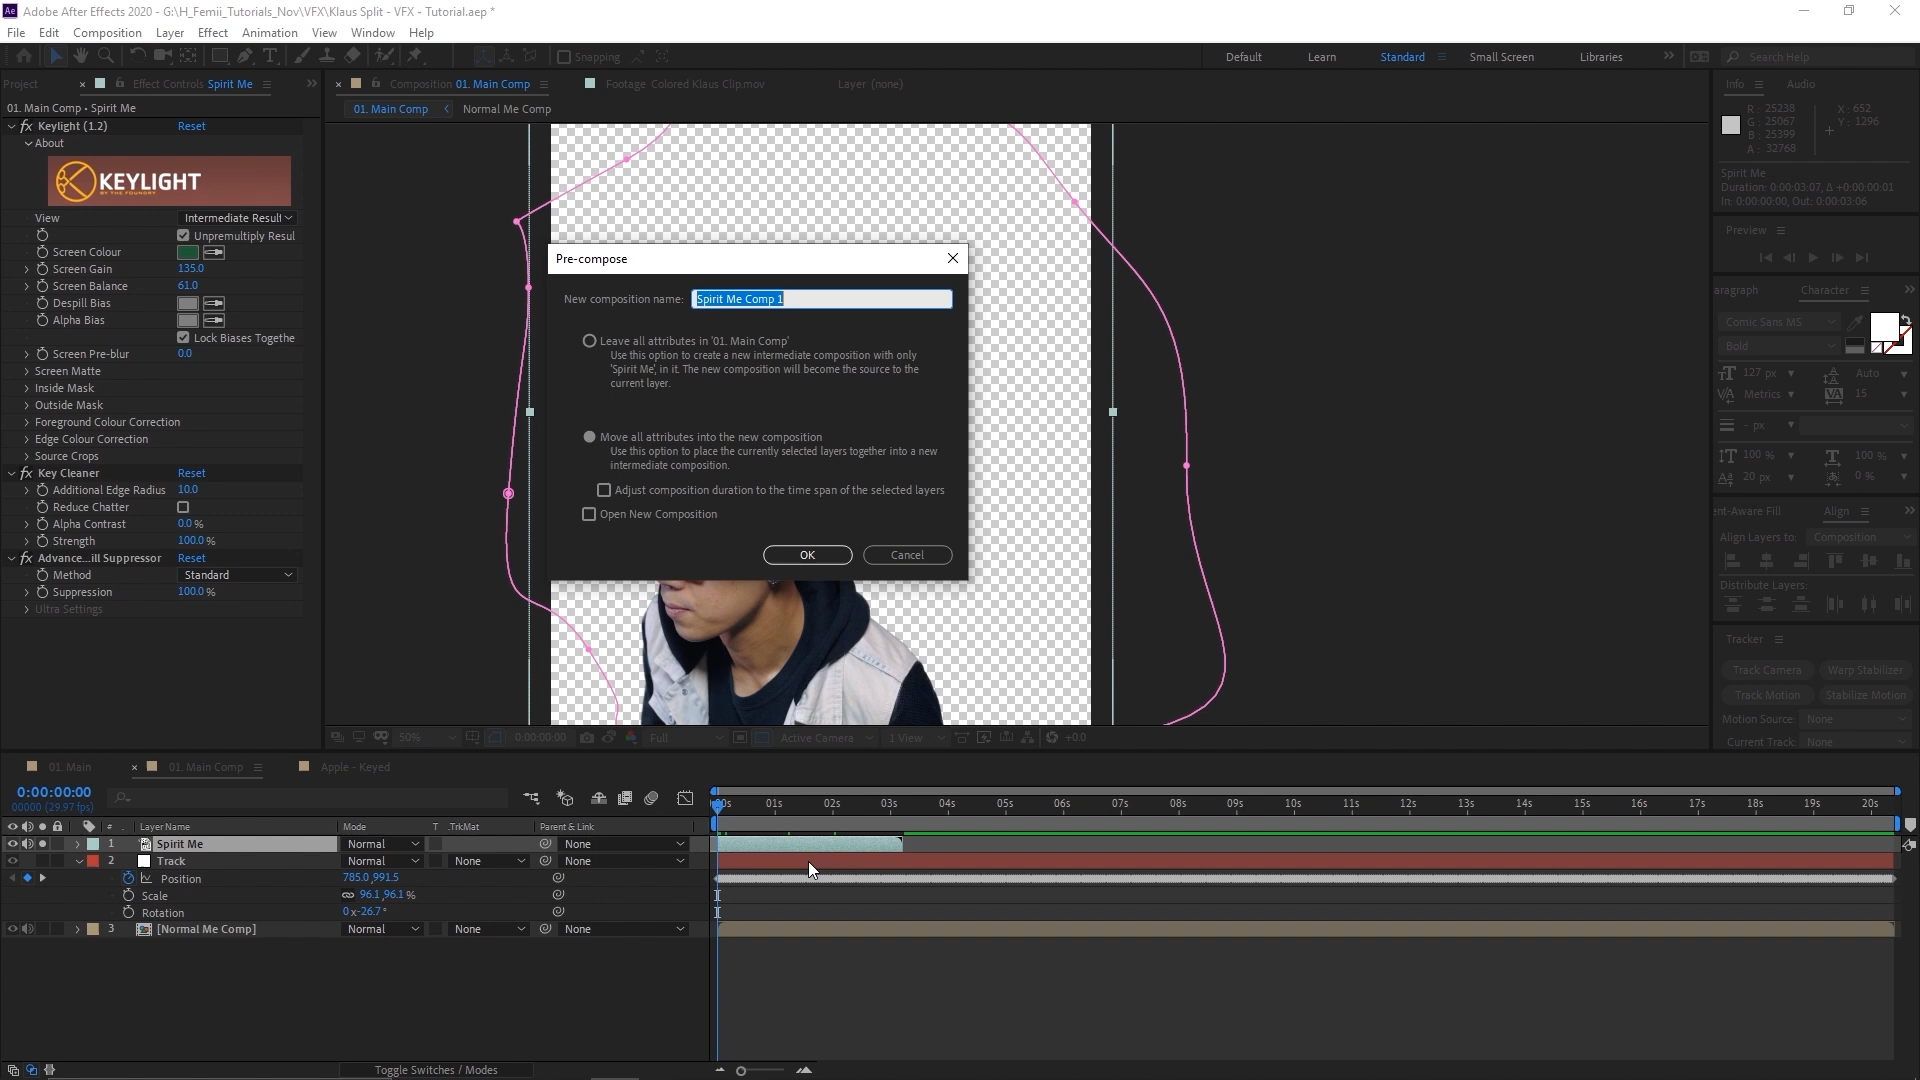 Adobe After Effects 2020 - G:\H_Femii_Tutorials_Nov\VFX\Klaus Split - VFX - Tutorial.aep *
File Edit Composition Layer Effect Animation View Window Help
Snapping Default Learn Standard Small Screen Libraries Search Help
Project Effect Controls Spirit Me
Composition 01. Main Comp Footage Colored Klaus Clip.mov Layer (none)
Info Audio
01. Main Comp • Spirit Me
01. Main Comp Normal Me Comp
Keylight (1.2) Reset
About
KEYLIGHT
BY THE FOUNDRY
View Intermediate Result
Unpremultiply Resul
Screen Colour
Screen Gain 135.0
Screen Balance 61.0
Despill Bias
Alpha Bias
Lock Biases Togethe
Screen Pre-blur 0.0
Screen Matte
Inside Mask
Outside Mask
Foreground Colour Correction
Edge Colour Correction
Source Crops
Key Cleaner Reset
Additional Edge Radius 10.0
Reduce Chatter
Alpha Contrast 0.0 %
Strength 100.0 %
Advance...ill Suppressor Reset
Method Standard
Suppression 100.0 %
Ultra Settings
Pre-compose
New composition name: Spirit Me Comp 1
Leave all attributes in '01. Main Comp'
Use this option to create a new intermediate composition with only
'Spirit Me', in it. The new composition will become the source to the
current layer.
Move all attributes into the new composition
Use this option to place the currently selected layers together into a new
intermediate composition.
Adjust composition duration to the time span of the selected layers
Open New Composition
OK Cancel
R : 25238 X : 652
G : 25067 Y : 1296
B : 25399
A : 32768
Spirit Me
Duration: 0:00:03:07, Δ +0:00:00:01
In: 0:00:00:00, Out: 0:00:03:06
Preview
aragraph Character
Comic Sans MS
Bold
127 px Auto
Metrics 15
- px
100 % 100 %
20 px 0 %
ent-Aware Fill Align
Align Layers to: Composition
Distribute Layers:
Tracker
Track Camera Warp Stabilizer
Track Motion Stabilize Motion
Motion Source: None
Current Track: None
50% 0:00:00:00 Full Active Camera 1 View +0.0
01. Main 01. Main Comp Apple - Keyed
0:00:00:00
00000 (29.97 fps)
00s 01s 02s 03s 04s 05s 06s 07s 08s 09s 10s 11s 12s 13s 14s 15s 16s 17s 18s 19s 20s
# Layer Name Mode T .TrkMat Parent & Link
1 Spirit Me Normal None
2 Track Normal None None
Position 785.0,991.5
Scale 96.1,96.1 %
Rotation 0 x-26.7 °
3 [Normal Me Comp] Normal None None
Toggle Switches / Modes